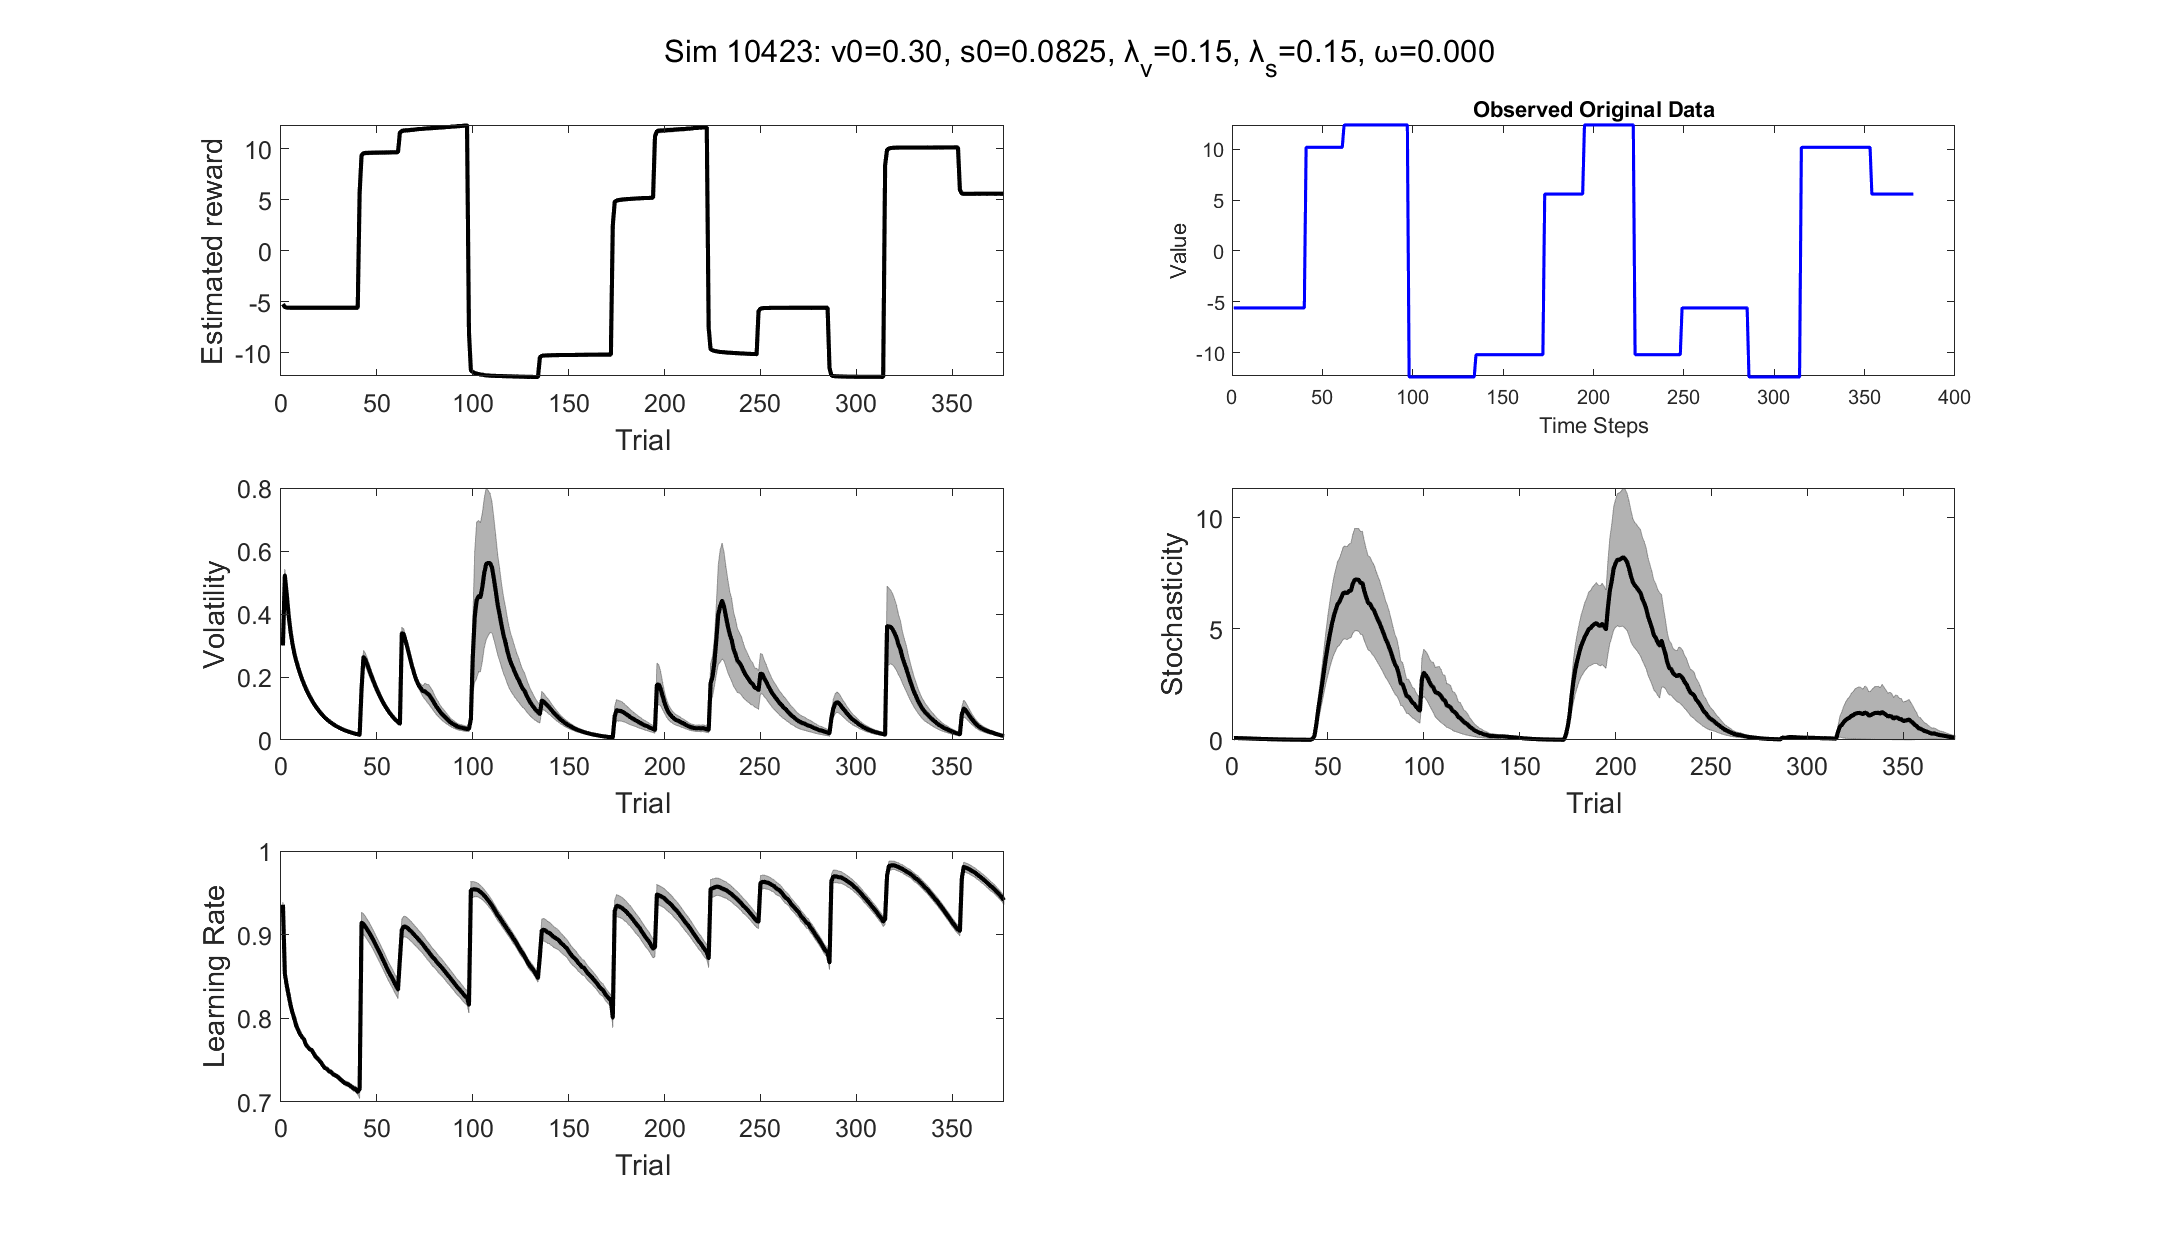 Sim 10423: v0=0.30, s0=0.0825, λ_v=0.15, λ_s=0.15, ω=0.000
Estimated reward
10
5
0
-5
-10
0 50 100 150 200 250 300 350
Trial
Observed Original Data
Value
10
5
0
-5
-10
0 50 100 150 200 250 300 350 400
Time Steps
Volatility
0.8
0.6
0.4
0.2
0
0 50 100 150 200 250 300 350
Trial
Stochasticity
10
5
0
0 50 100 150 200 250 300 350
Trial
Learning Rate
1
0.9
0.8
0.7
0 50 100 150 200 250 300 350
Trial